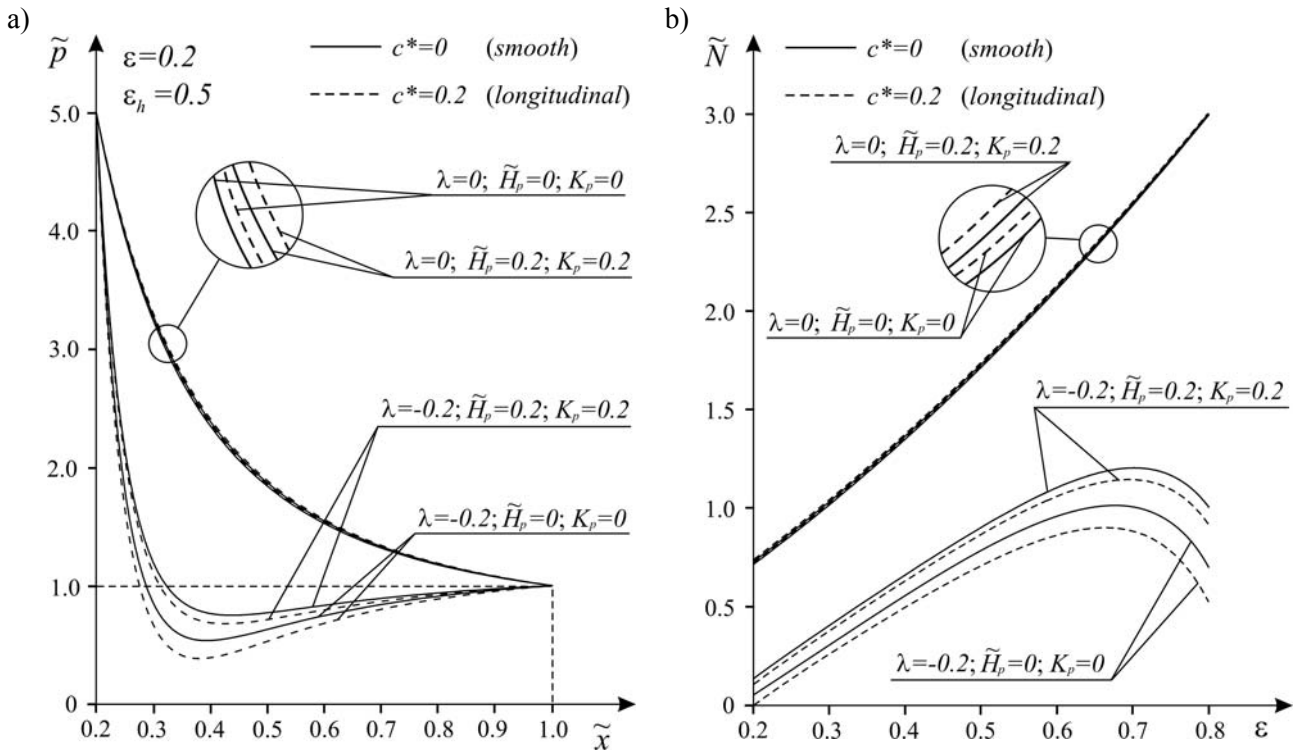 a)
p̃
ε=0.2
ε_h =0.5
c*=0 (smooth)
c*=0.2 (longitudinal)
5.0
4.0
3.0
2.0
1.0
0
λ=0; H̃_p=0; K_p=0
λ=0; H̃_p=0.2; K_p=0.2
λ=-0.2; H̃_p=0.2; K_p=0.2
λ=-0.2; H̃_p=0; K_p=0
0.2 0.3 0.4 0.5 0.6 0.7 0.8 0.9 1.0
x̃
b)
Ñ
c*=0 (smooth)
c*=0.2 (longitudinal)
3.0
2.5
2.0
1.5
1.0
0.5
0
λ=0; H̃_p=0.2; K_p=0.2
λ=0; H̃_p=0; K_p=0
λ=-0.2; H̃_p=0.2; K_p=0.2
λ=-0.2; H̃_p=0; K_p=0
0.2 0.3 0.4 0.5 0.6 0.7 0.8 ε